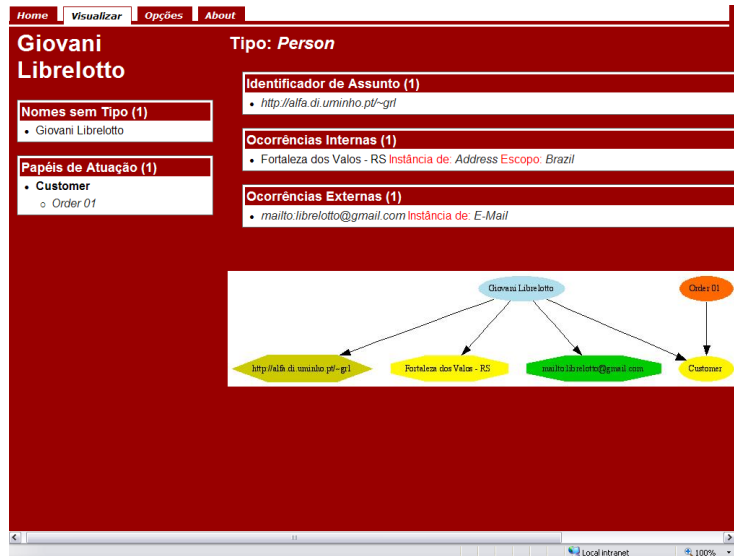 Home Visualizar Opções About
Giovani
Librelotto
Nomes sem Tipo (1)
Giovani Librelotto
Papéis de Atuação (1)
Customer
Order 01
Tipo: Person
Identificador de Assunto (1)
http://alfa.di.uminho.pt/~grl
Ocorrências Internas (1)
Fortaleza dos Valos - RS Instância de: Address Escopo: Brazil
Ocorrências Externas (1)
mailto:librelotto@gmail.com Instância de: E-Mail
Giovani Librelotto Order 01
http://alfa.di.uminho.pt/~grl Fortaleza dos Valos - RS mailto:librelotto@gmail.com Customer
Local intranet 100%